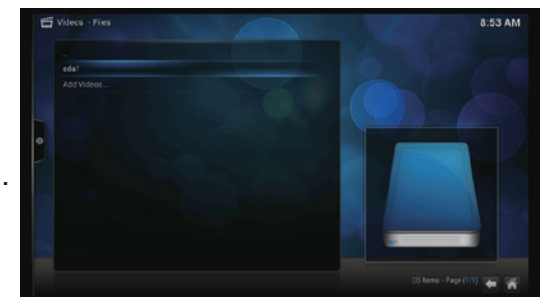 Videos - Files
8:53 AM
..
sda1
Add Videos...
(2) Items - Page (1/1)